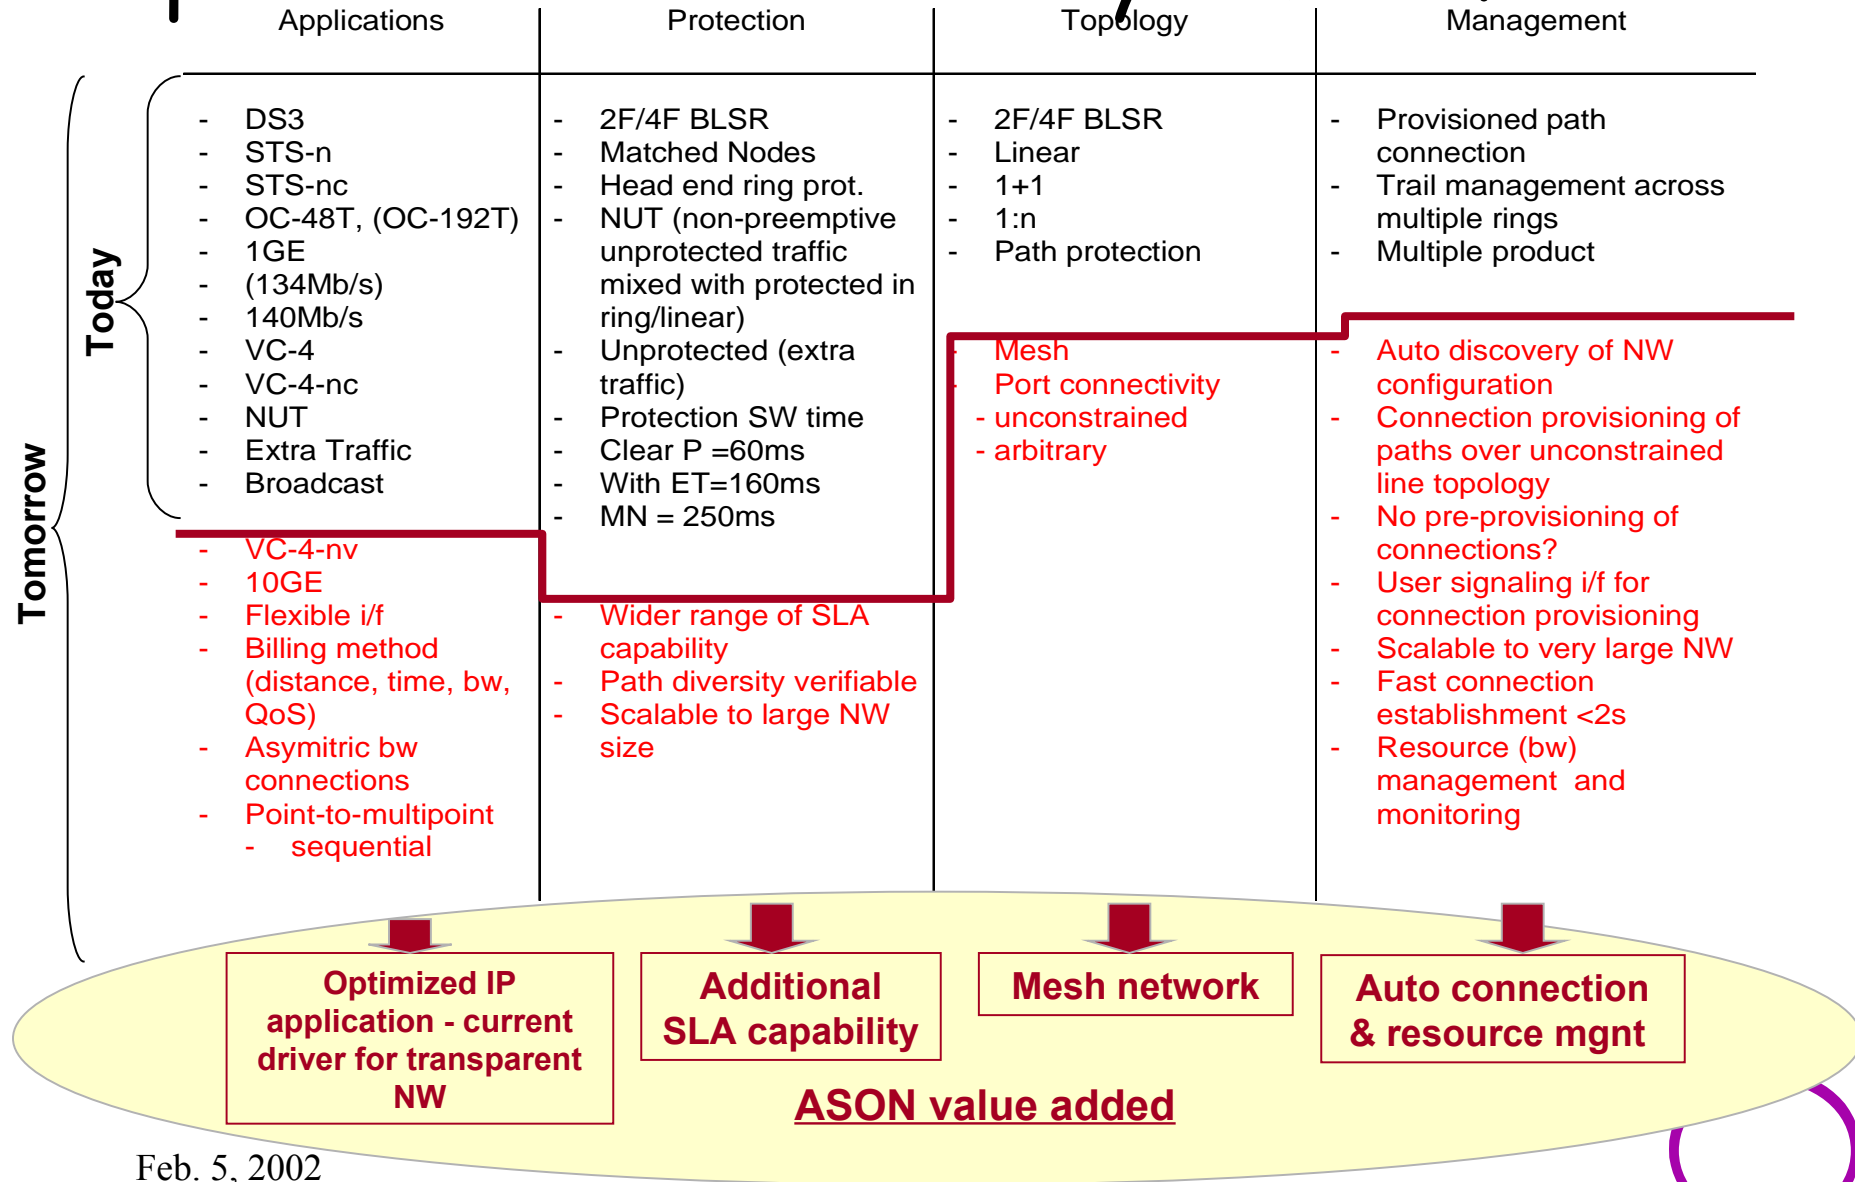 Applications
Protection
Topology
Management
Today
Tomorrow
- DS3
- STS-n
- STS-nc
- OC-48T, (OC-192T)
- 1GE
- (134Mb/s)
- 140Mb/s
- VC-4
- VC-4-nc
- NUT
- Extra Traffic
- Broadcast
- VC-4-nv
- 10GE
- Flexible i/f
- Billing method
(distance, time, bw,
QoS)
- Asymitric bw
connections
- Point-to-multipoint
- sequential
- 2F/4F BLSR
- Matched Nodes
- Head end ring prot.
- NUT (non-preemptive
unprotected traffic
mixed with protected in
ring/linear)
- Unprotected (extra
traffic)
- Protection SW time
- Clear P =60ms
- With ET=160ms
- MN = 250ms
- Wider range of SLA
capability
- Path diversity verifiable
- Scalable to large NW
size
- 2F/4F BLSR
- Linear
- 1+1
- 1:n
- Path protection
- Mesh
- Port connectivity
- unconstrained
- arbitrary
- Provisioned path
connection
- Trail management across
multiple rings
- Multiple product
- Auto discovery of NW
configuration
- Connection provisioning of
paths over unconstrained
line topology
- No pre-provisioning of
connections?
- User signaling i/f for
connection provisioning
- Scalable to very large NW
- Fast connection
establishment <2s
- Resource (bw)
management and
monitoring
Optimized IP
application - current
driver for transparent
NW
Additional
SLA capability
Mesh network
Auto connection
& resource mgnt
ASON value added
Feb. 5, 2002